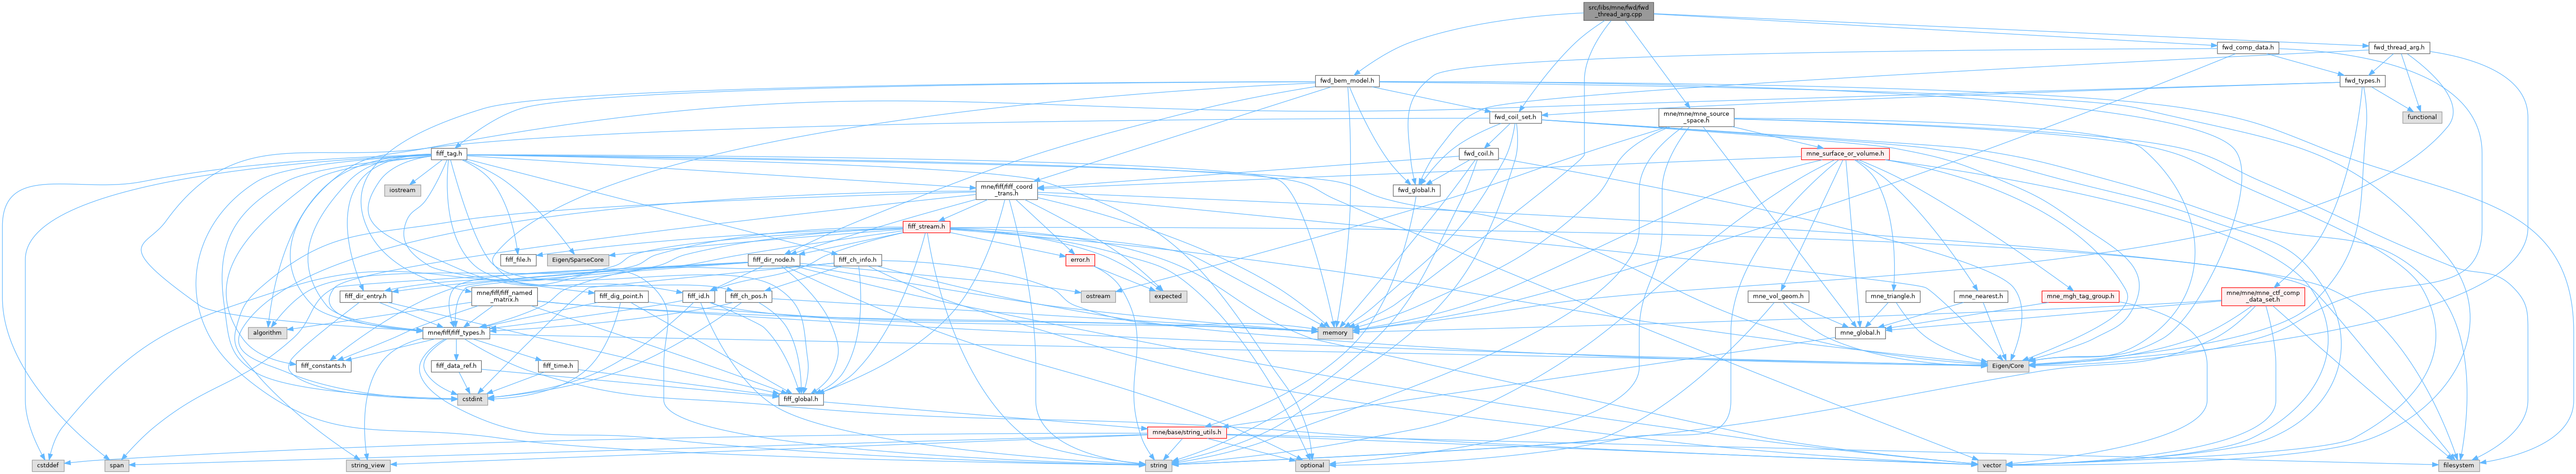 src/libs/mne/fwd/fwd
_thread_arg.cpp
fwd_comp_data.h
fwd_thread_arg.h
fwd_bem_model.h
fwd_types.h
fwd_coil_set.h
mne/mne/mne_source
_space.h
functional
fiff_tag.h
fwd_coil.h
mne_surface_or_volume.h
iostream
mne/fiff/fiff_coord
_trans.h
fwd_global.h
fiff_stream.h
fiff_file.h
Eigen/SparseCore
fiff_dir_node.h
fiff_ch_info.h
error.h
fiff_dir_entry.h
mne/fiff/fiff_named
_matrix.h
fiff_dig_point.h
fiff_id.h
fiff_ch_pos.h
ostream
expected
mne_vol_geom.h
mne_triangle.h
mne_nearest.h
mne_mgh_tag_group.h
mne/mne/mne_ctf_comp
_data_set.h
algorithm
mne/fiff/fiff_types.h
memory
mne_global.h
fiff_constants.h
fiff_data_ref.h
fiff_time.h
Eigen/Core
cstdint
fiff_global.h
mne/base/string_utils.h
cstddef
span
string_view
string
optional
vector
filesystem